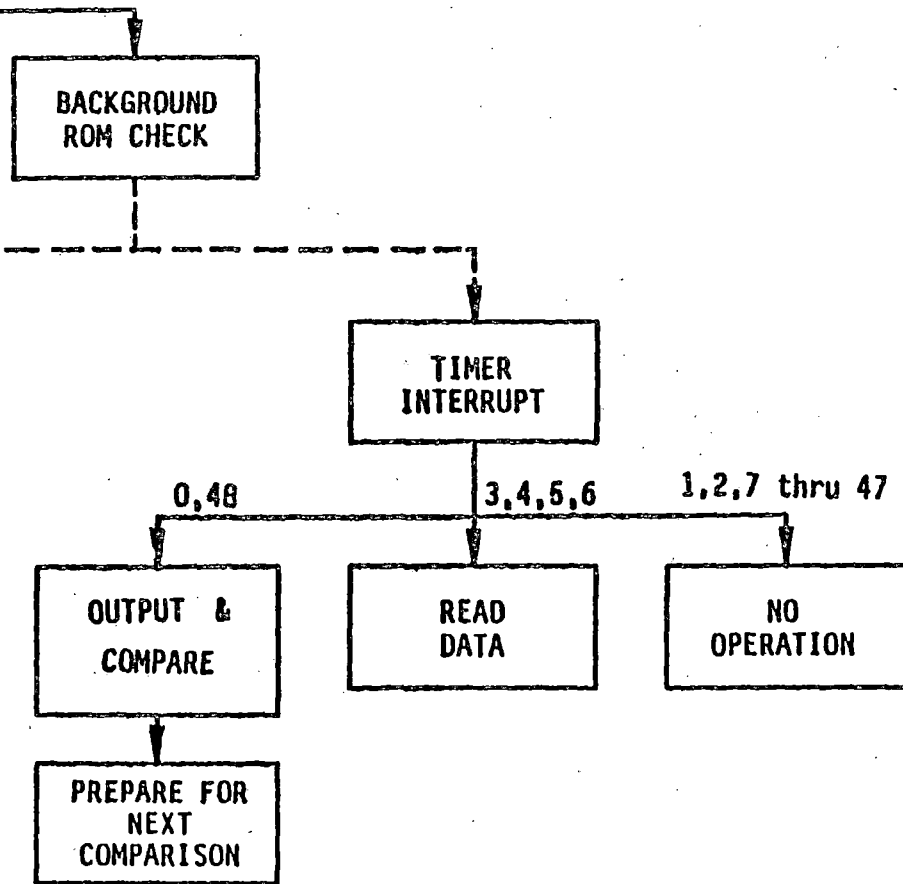 BACKGROUND
ROM CHECK
TIMER
INTERRUPT
0,48
3,4,5,6
1,2,7 thru 47
OUTPUT &
COMPARE
READ
DATA
NO
OPERATION
PREPARE FOR
NEXT
COMPARISON